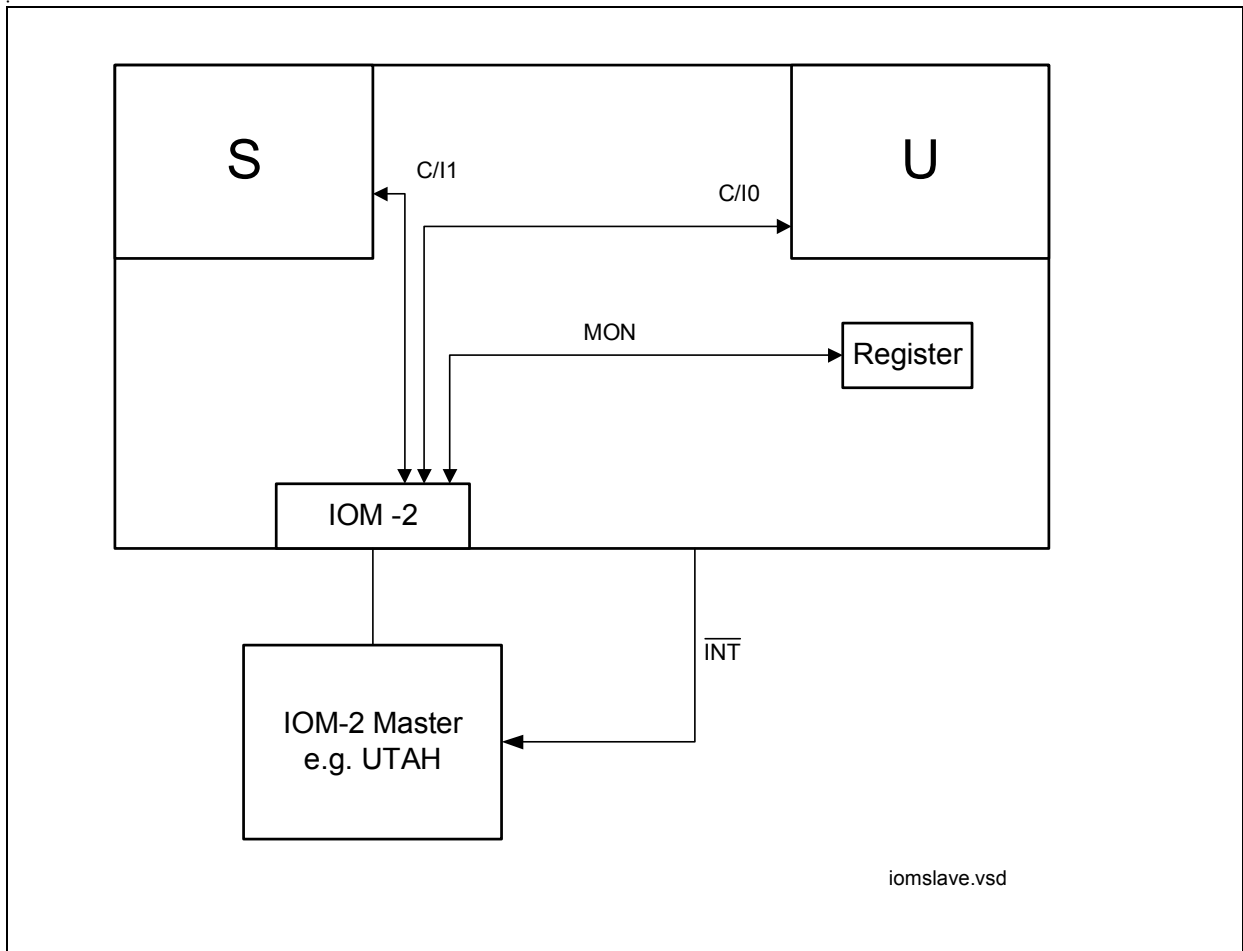 S
U
C/I1
C/I0
MON
Register
IOM -2
INT
IOM-2 Master
e.g. UTAH
iomslave.vsd